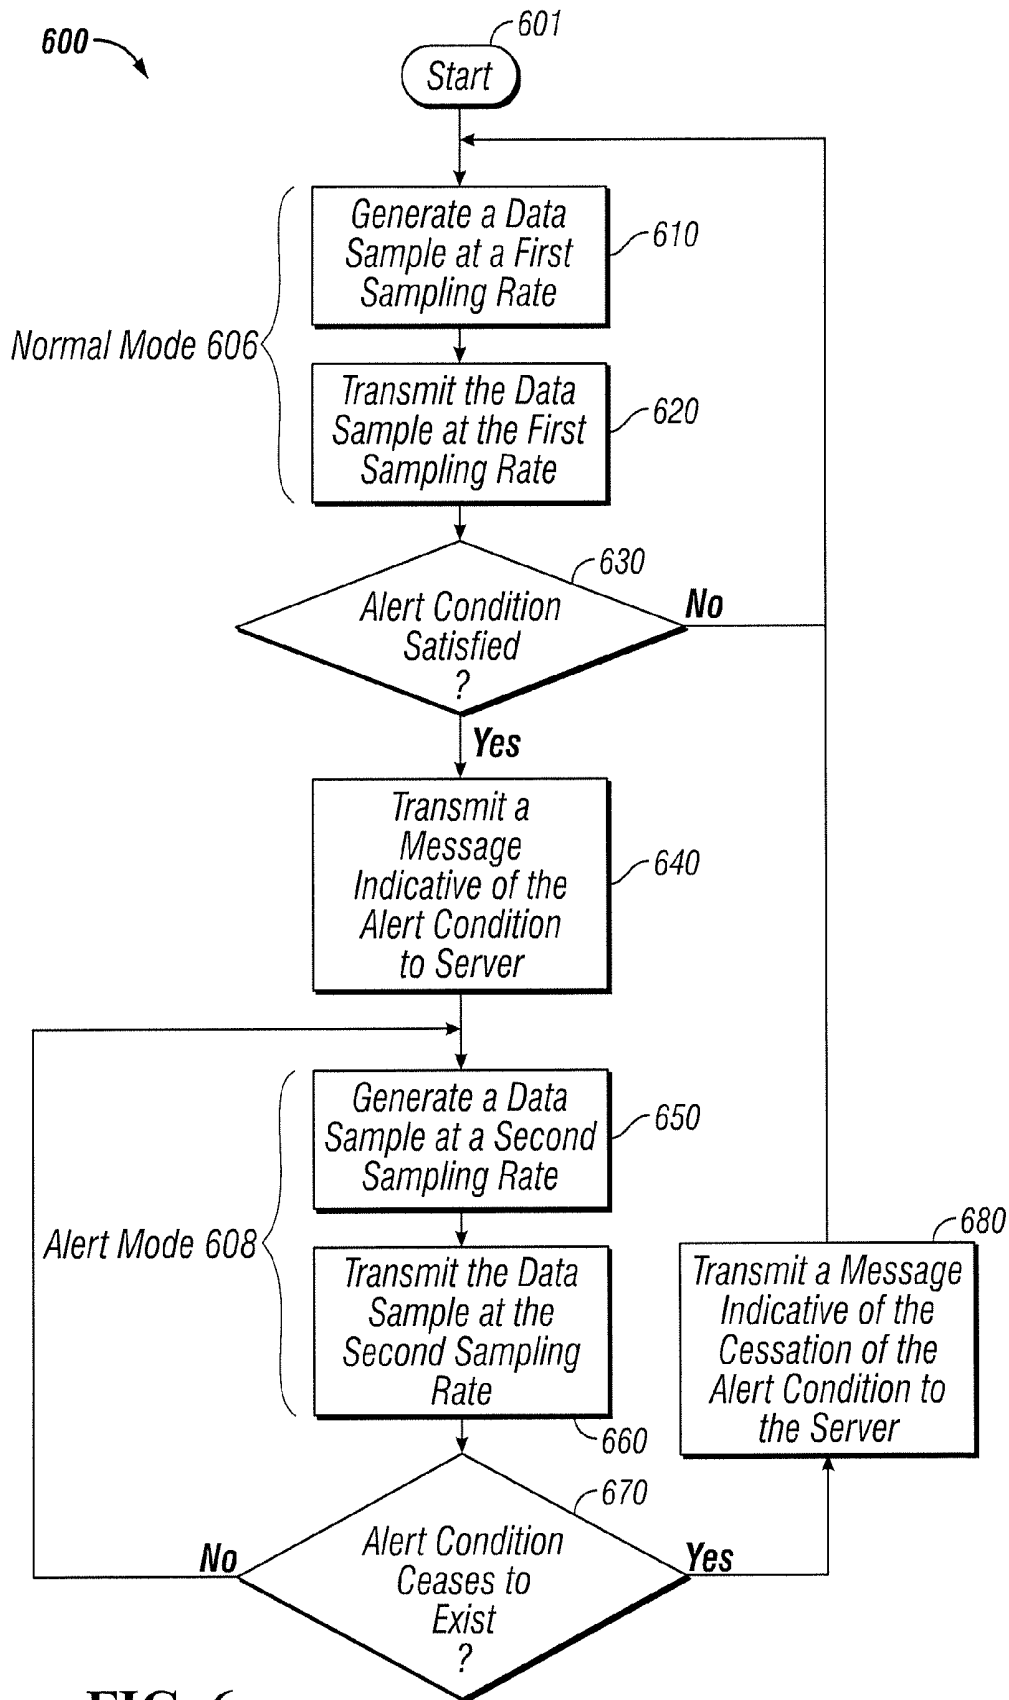 600
601
Start
Generate a Data
Sample at a First
Sampling Rate
610
Normal Mode 606
Transmit the Data
Sample at the First
Sampling Rate
620
630
Alert Condition
Satisfied
?
No
Yes
Transmit a
Message
Indicative of the
Alert Condition
to Server
640
Generate a Data
Sample at a Second
Sampling Rate
650
Alert Mode 608
Transmit the Data
Sample at the
Second Sampling
Rate
660
680
Transmit a Message
Indicative of the
Cessation of the
Alert Condition to
the Server
670
Alert Condition
Ceases to
Exist
?
No
Yes
FIG. 6